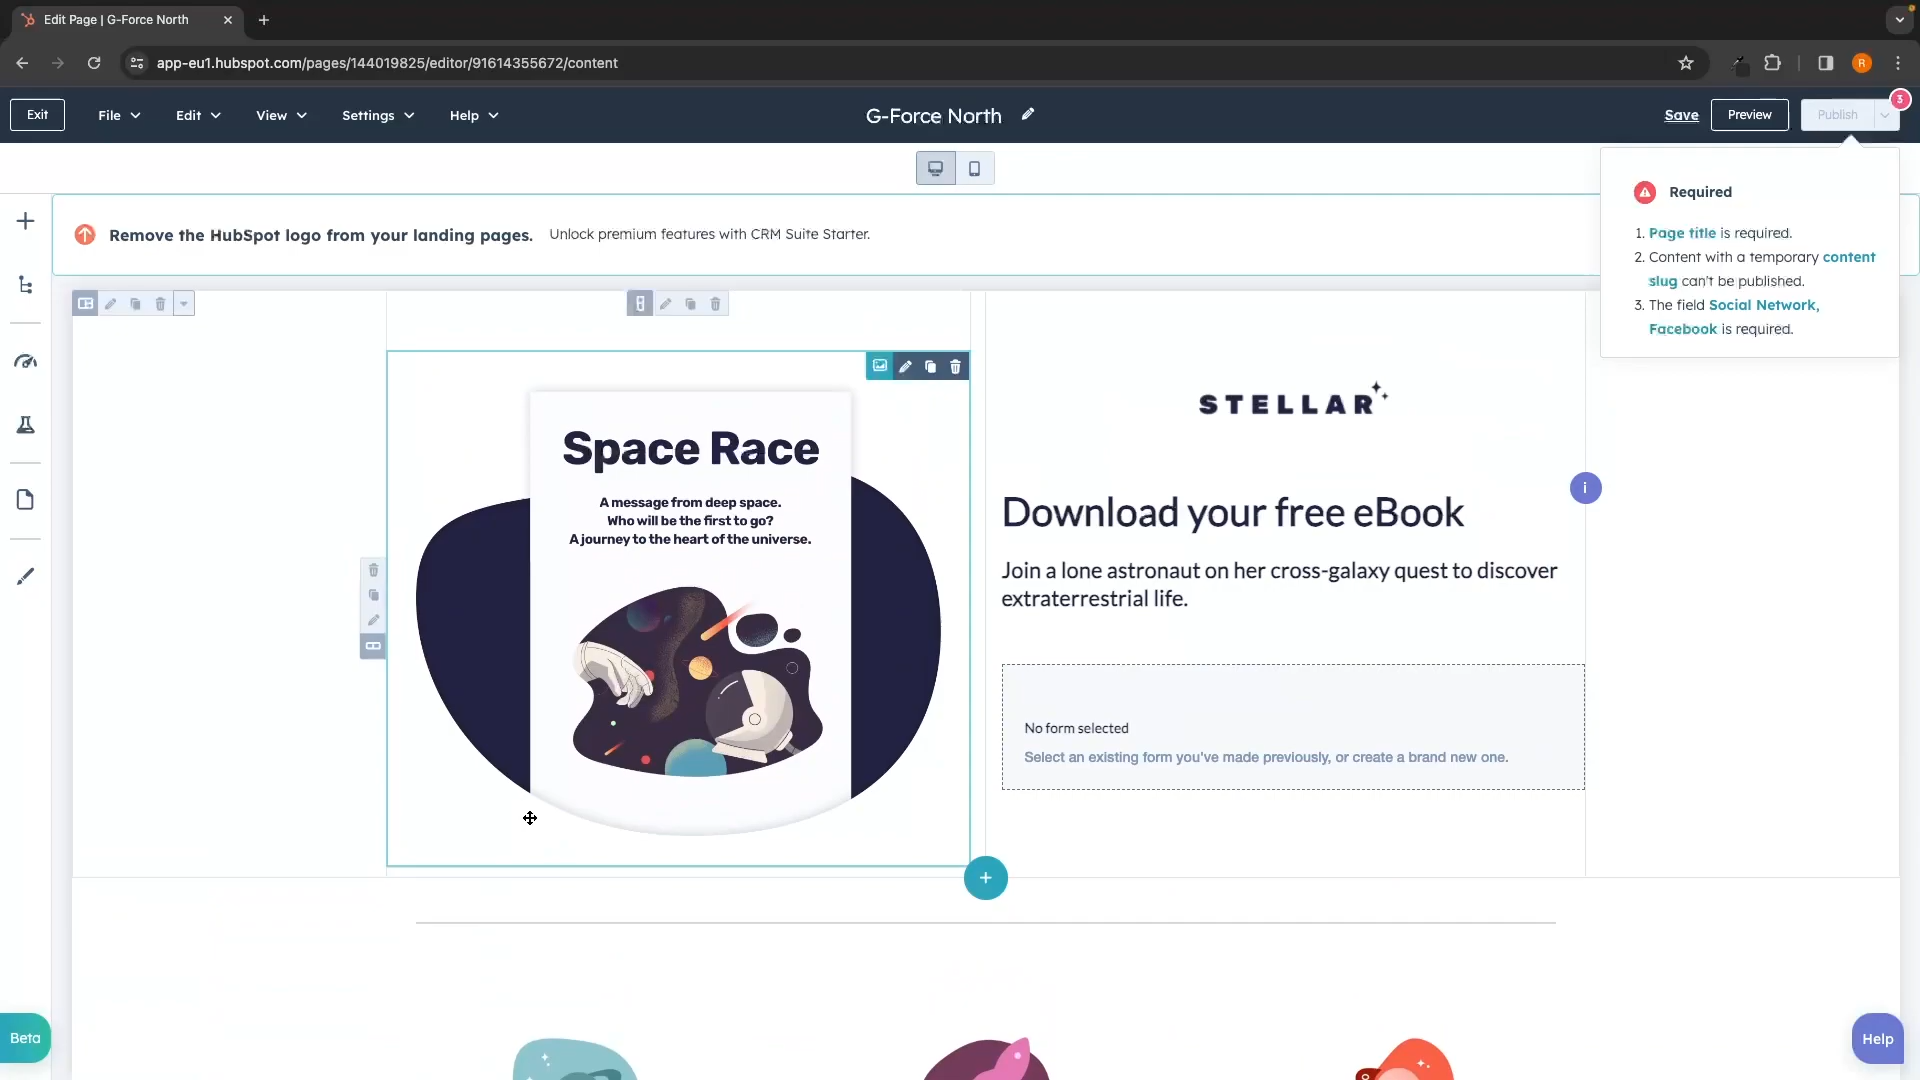 Edit Page | G-Force North
app-eu1.hubspot.com/pages/144019825/editor/91614355672/content
R
Exit
File
Edit
View
Settings
Help
G-Force North
Save
Preview
Publish
3
Required
1. Page title is required.
2. Content with a temporary content
slug can't be published.
3. The field Social Network,
Facebook is required.
Remove the HubSpot logo from your landing pages.
Unlock premium features with CRM Suite Starter.
Space Race
A message from deep space.
Who will be the first to go?
A journey to the heart of the universe.
STELLAR
i
Download your free eBook
Join a lone astronaut on her cross-galaxy quest to discover
extraterrestrial life.
No form selected
Select an existing form you've made previously, or create a brand new one.
Beta
Help